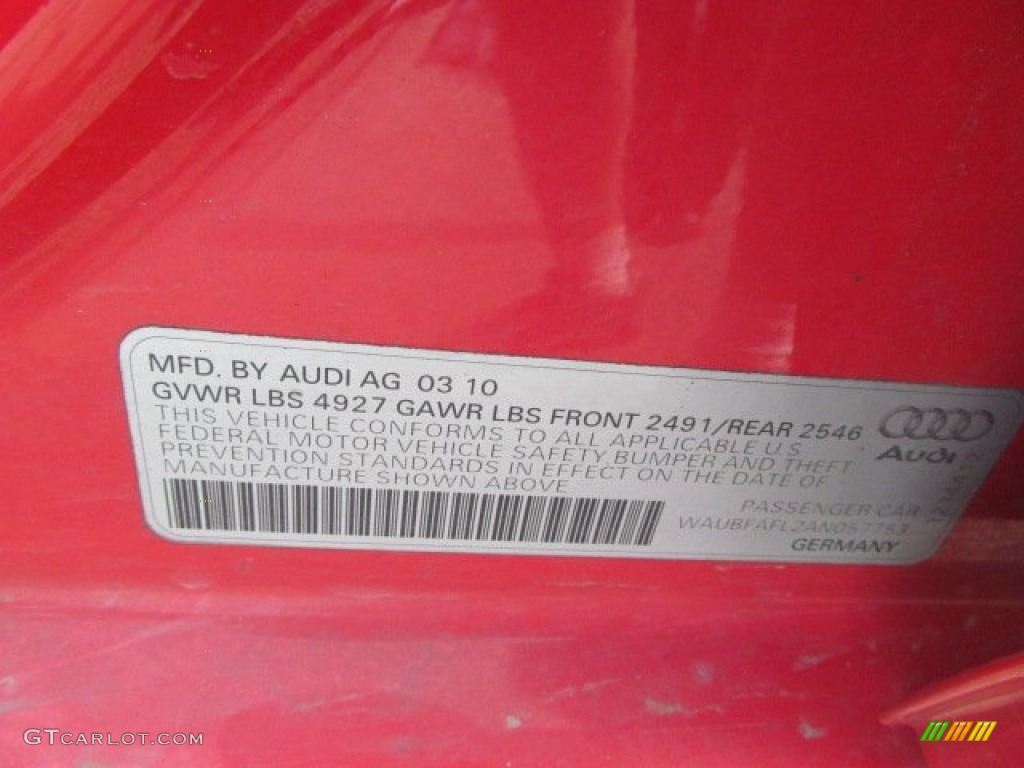 MFD. BY AUDI AG 03 10
GVWR LBS 4927 GAWR LBS FRONT 2491/REAR 2546
THIS VEHICLE CONFORMS TO ALL APPLICABLE U.S
FEDERAL MOTOR VEHICLE SAFETY, BUMPER AND THEFT
PREVENTION STANDARDS IN EFFECT ON THE DATE OF
MANUFACTURE SHOWN ABOVE
Audi
PASSENGER CAR
WAUBFAFL2AN057753
GERMANY
GTCARLOT.COM